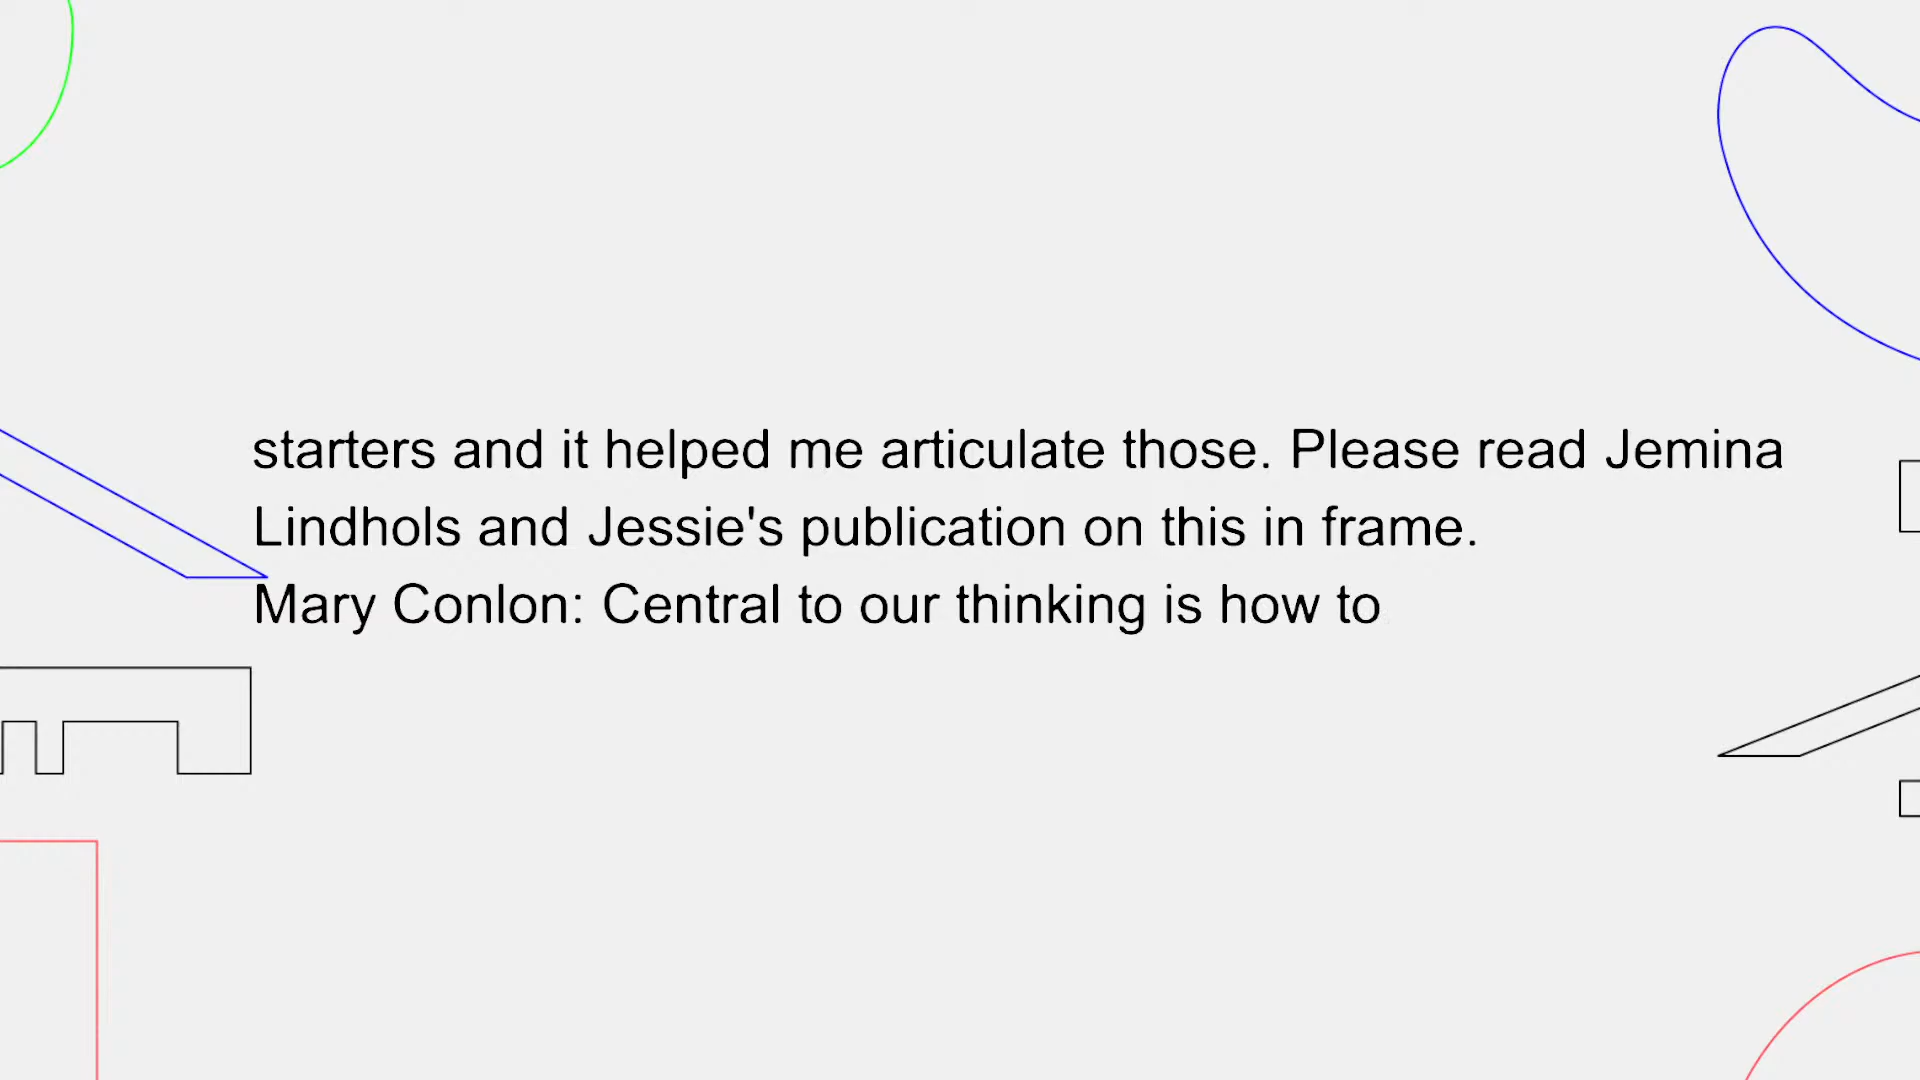 starters and it helped me articulate those. Please read Jemina
Lindhols and Jessie's publication on this in frame.
Mary Conlon: Central to our thinking is how to